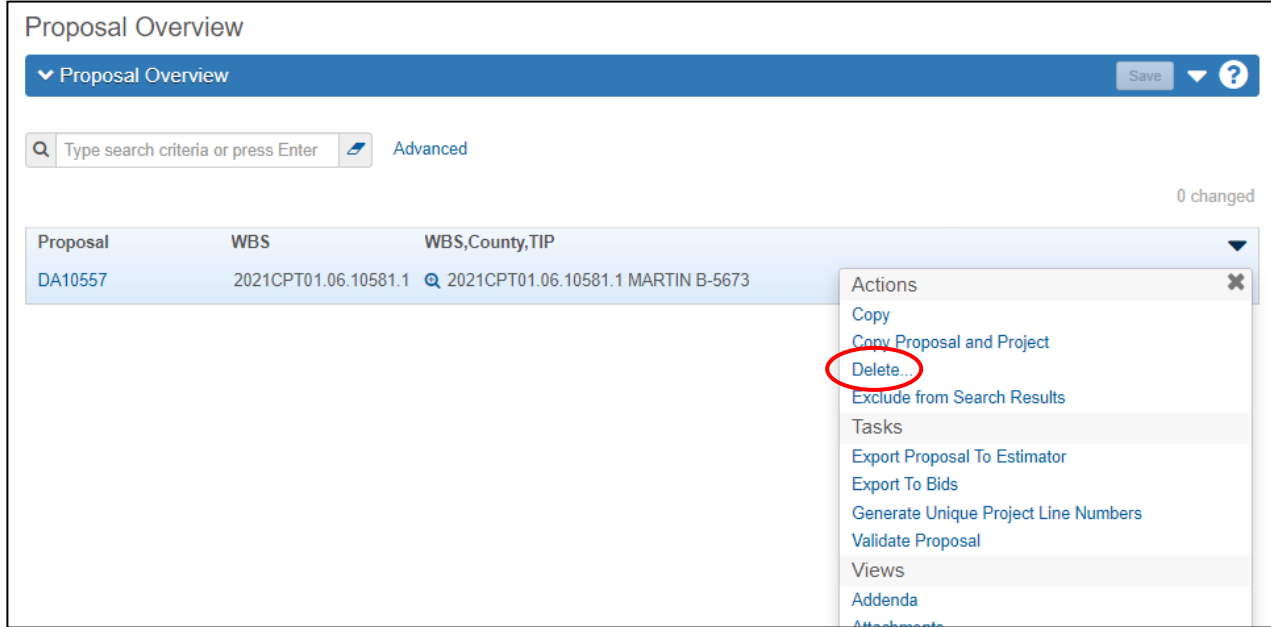 Proposal Overview
Proposal Overview
Save
?
Type search criteria or press Enter
Advanced
0 changed
Proposal WBS WBS,County,TIP
DA10557 2021CPT01.06.10581.1 2021CPT01.06.10581.1 MARTIN B-5673
Actions
Copy
Copy Proposal and Project
Delete...
Exclude from Search Results
Tasks
Export Proposal To Estimator
Export To Bids
Generate Unique Project Line Numbers
Validate Proposal
Views
Addenda
Attachments